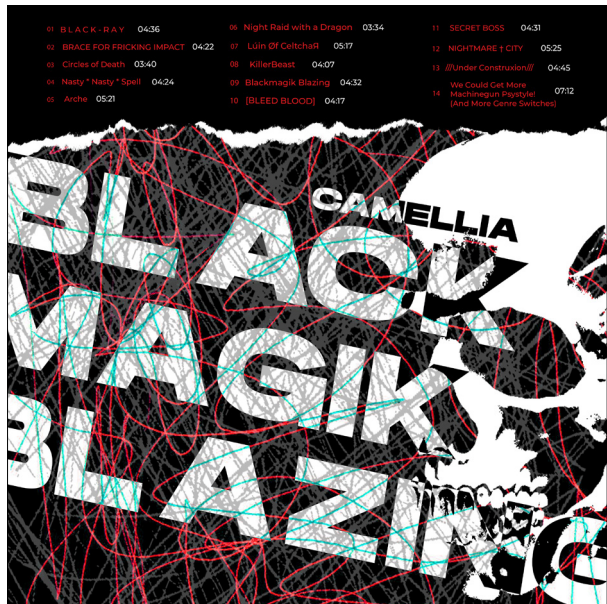 01 BLACK-RAY 04:36
02 BRACE FOR FRICKING IMPACT 04:22
03 Circles of Death 03:40
04 Nasty * Nasty * Spell 04:24
05 Arche 05:21
06 Night Raid with a Dragon 03:34
07 Lúin Øf CeltchaЯ 05:17
08 KillerBeast 04:07
09 Blackmagik Blazing 04:32
10 [BLEED BLOOD] 04:17
11 SECRET BOSS 04:31
12 NIGHTMARE † CITY 05:25
13 ///Under Construxion/// 04:45
14 We Could Get More
Machinegun Psystyle!
(And More Genre Switches) 07:12
CAMELLIA
BLACK
MAGIK
BLAZING